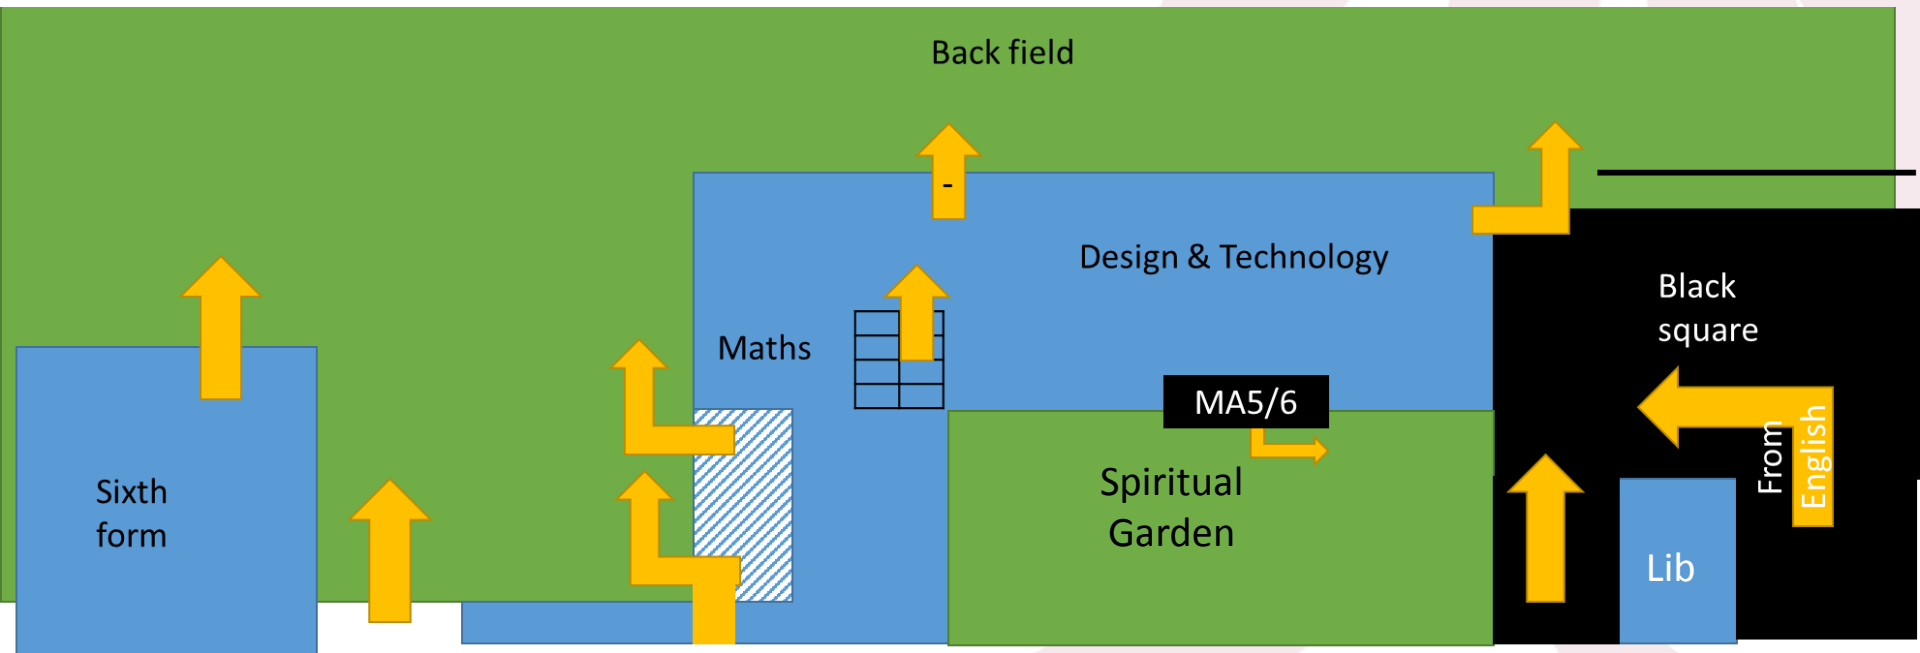 Back field
-
Design & Technology
Black
square
Maths
MA5/6
From
English
Sixth
form
Spiritual
Garden
Lib